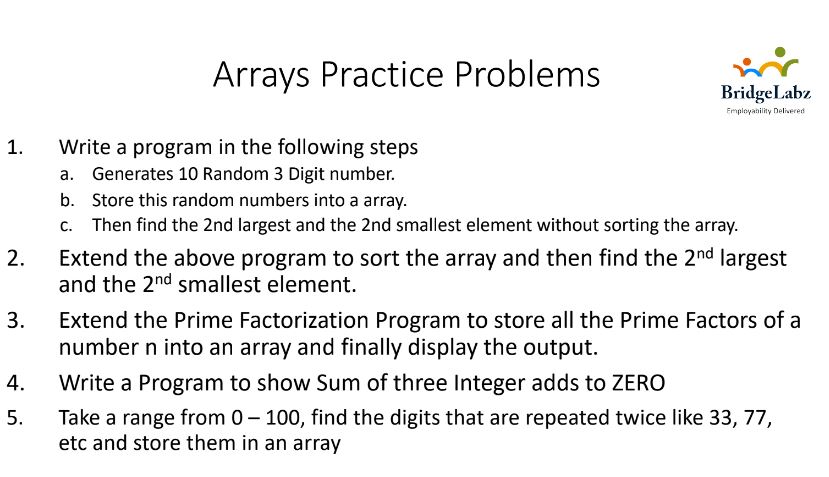 Arrays Practice Problems
BridgeLabz
Employability Delivered
1. Write a program in the following steps
a. Generates 10 Random 3 Digit number.
b. Store this random numbers into a array.
c. Then find the 2nd largest and the 2nd smallest element without sorting the array.
2. Extend the above program to sort the array and then find the 2nd largest
and the 2nd smallest element.
3. Extend the Prime Factorization Program to store all the Prime Factors of a
number n into an array and finally display the output.
4. Write a Program to show Sum of three Integer adds to ZERO
5. Take a range from 0 – 100, find the digits that are repeated twice like 33, 77,
etc and store them in an array